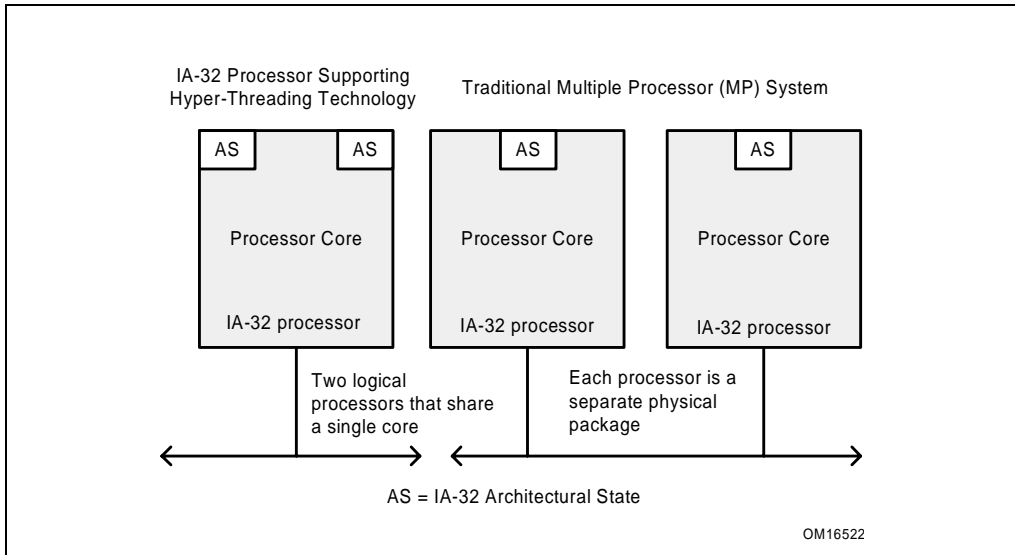 IA-32 Processor Supporting
Hyper-Threading Technology
Traditional Multiple Processor (MP) System
AS
AS
AS
AS
Processor Core
Processor Core
Processor Core
IA-32 processor
IA-32 processor
IA-32 processor
Two logical
processors that share
a single core
Each processor is a
separate physical
package
AS = IA-32 Architectural State
OM16522